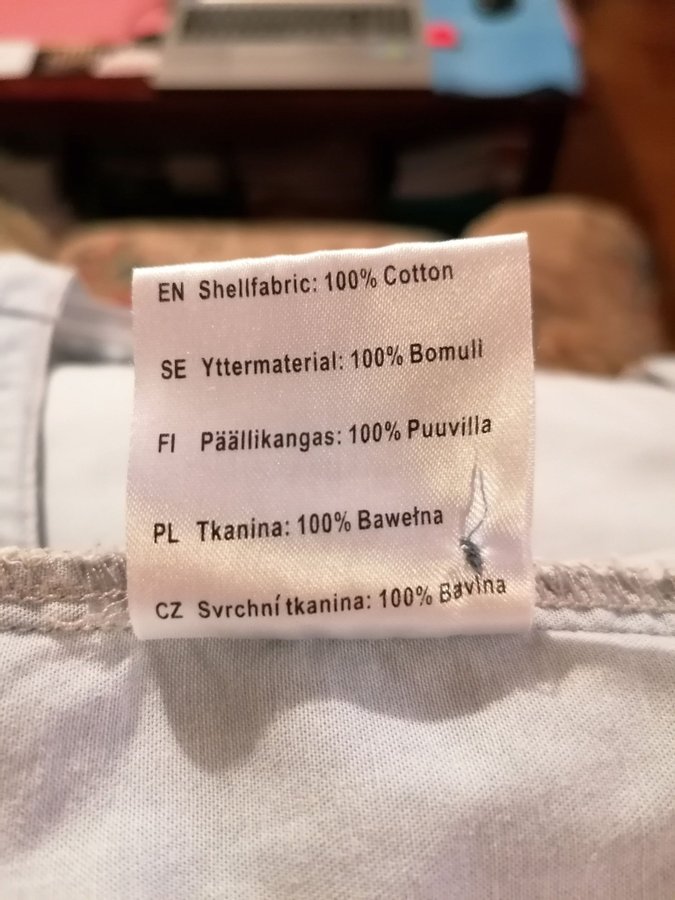 EN Shellfabric: 100% Cotton
SE Yttermaterial: 100% Bomull
FI Päällikangas: 100% Puuvilla
PL Tkanina: 100% Bawełna
CZ Svrchní tkanina: 100% Bavlna